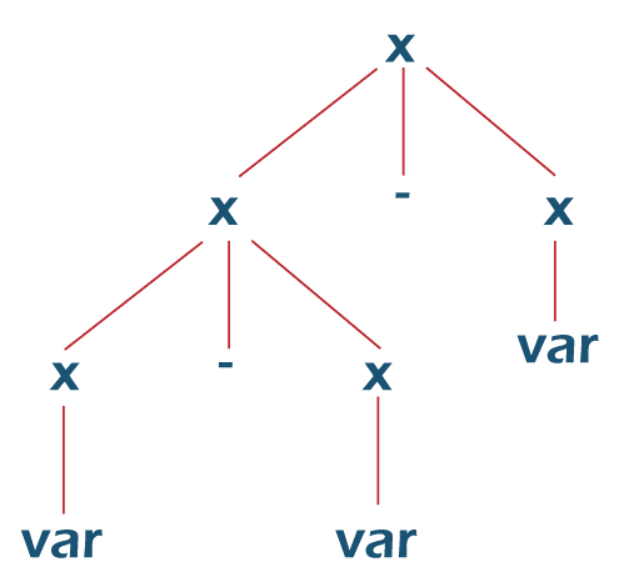 x
x - x
x - x var
var var